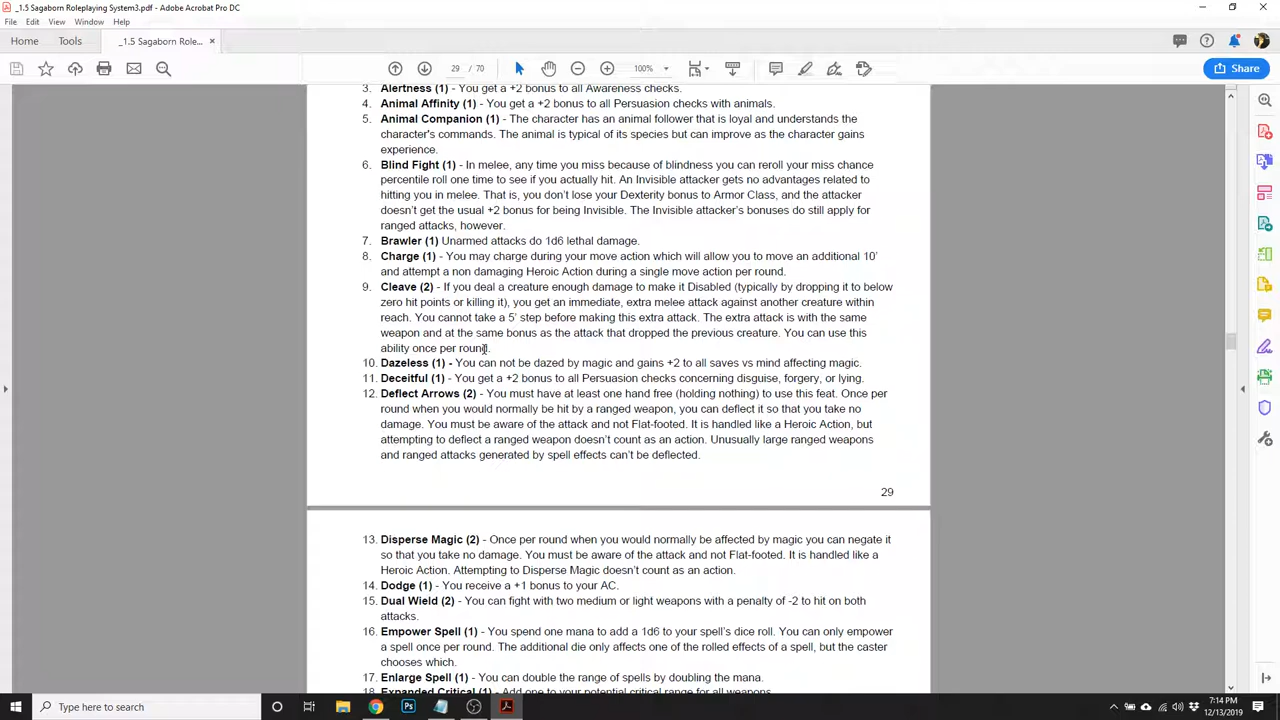 _1.5 Sagaborn Roleplaying System3.pdf - Adobe Acrobat Pro DC
File Edit View Window Help
Home Tools _1.5 Sagaborn Role... ×
29 / 70 100% Share
3. Alertness (1) - You get a +2 bonus to all Awareness checks.
4. Animal Affinity (1) - You get a +2 bonus to all Persuasion checks with animals.
5. Animal Companion (1) - The character has an animal follower that is loyal and understands the
character's commands. The animal is typical of its species but can improve as the character gains
experience.
6. Blind Fight (1) - In melee, any time you miss because of blindness you can reroll your miss chance
percentile roll one time to see if you actually hit. An Invisible attacker gets no advantages related to
hitting you in melee. That is, you don't lose your Dexterity bonus to Armor Class, and the attacker
doesn't get the usual +2 bonus for being Invisible. The Invisible attacker's bonuses do still apply for
ranged attacks, however.
7. Brawler (1) Unarmed attacks do 1d6 lethal damage.
8. Charge (1) - You may charge during your move action which will allow you to move an additional 10'
and attempt a non damaging Heroic Action during a single move action per round.
9. Cleave (2) - If you deal a creature enough damage to make it Disabled (typically by dropping it to below
zero hit points or killing it), you get an immediate, extra melee attack against another creature within
reach. You cannot take a 5' step before making this extra attack. The extra attack is with the same
weapon and at the same bonus as the attack that dropped the previous creature. You can use this
ability once per round.
10. Dazeless (1) - You can not be dazed by magic and gains +2 to all saves vs mind affecting magic.
11. Deceitful (1) - You get a +2 bonus to all Persuasion checks concerning disguise, forgery, or lying.
12. Deflect Arrows (2) - You must have at least one hand free (holding nothing) to use this feat. Once per
round when you would normally be hit by a ranged weapon, you can deflect it so that you take no
damage. You must be aware of the attack and not Flat-footed. It is handled like a Heroic Action, but
attempting to deflect a ranged weapon doesn't count as an action. Unusually large ranged weapons
and ranged attacks generated by spell effects can't be deflected.
29
13. Disperse Magic (2) - Once per round when you would normally be affected by magic you can negate it
so that you take no damage. You must be aware of the attack and not Flat-footed. It is handled like a
Heroic Action. Attempting to Disperse Magic doesn't count as an action.
14. Dodge (1) - You receive a +1 bonus to your AC.
15. Dual Wield (2) - You can fight with two medium or light weapons with a penalty of -2 to hit on both
attacks.
16. Empower Spell (1) - You spend one mana to add a 1d6 to your spell's dice roll. You can only empower
a spell once per round. The additional die only affects one of the rolled effects of a spell, but the caster
chooses which.
17. Enlarge Spell (1) - You can double the range of spells by doubling the mana.
18. Expanded Critical (1) - Add one to your potential critical range for all weapons.
Type here to search
7:14 PM
12/13/2019